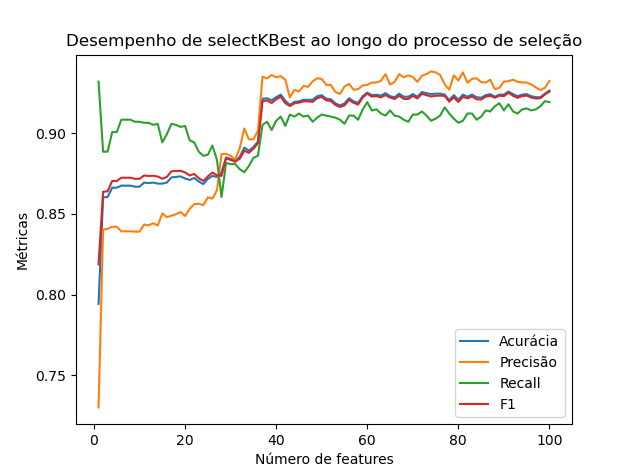 Desempenho de selectKBest ao longo do processo de seleção
Métricas
0.90
0.85
0.80
0.75
0
20
40
60
80
100
Número de features
Acurácia
Precisão
Recall
F1